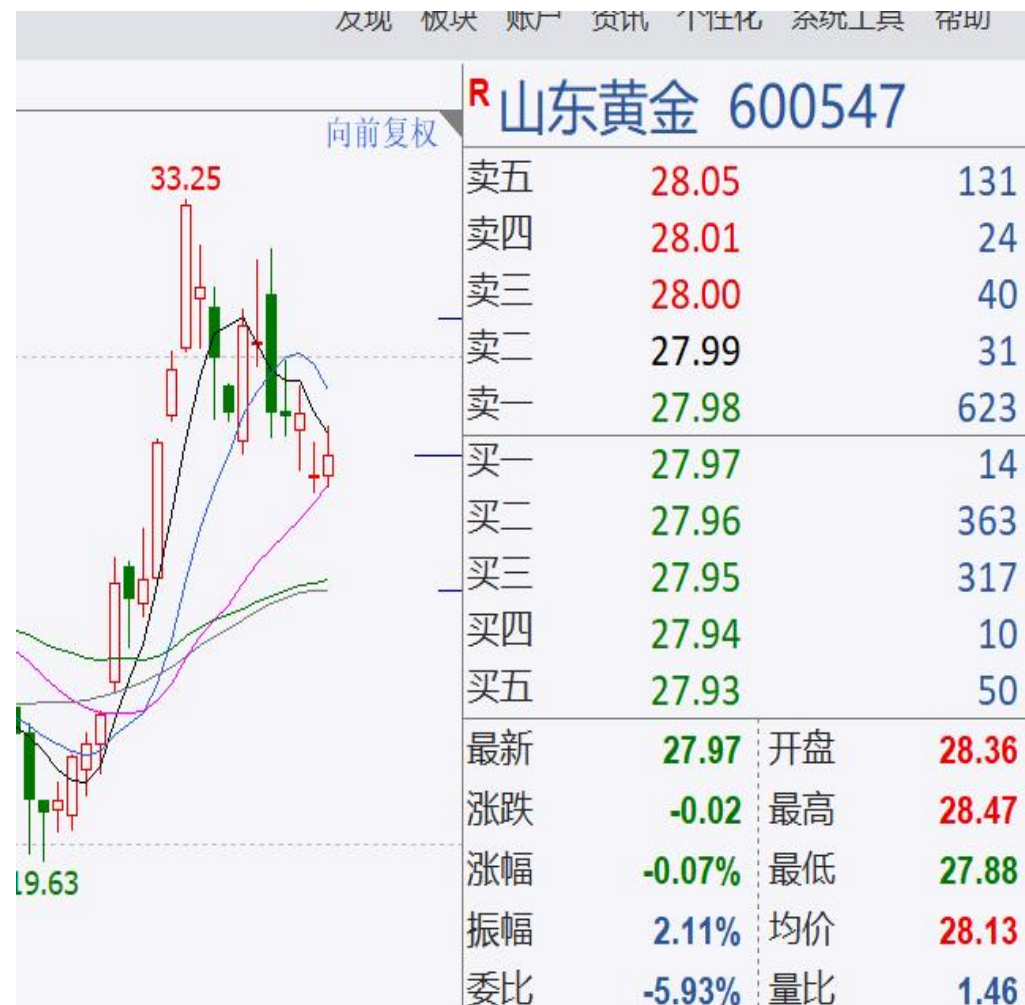 发现 板块 账户 资讯 个性化 系统工具 帮助
R 山东黄金 600547
向前复权
33.25
19.63
卖五 28.05 131
卖四 28.01 24
卖三 28.00 40
卖二 27.99 31
卖一 27.98 623
买一 27.97 14
买二 27.96 363
买三 27.95 317
买四 27.94 10
买五 27.93 50
最新 27.97 开盘 28.36
涨跌 -0.02 最高 28.47
涨幅 -0.07% 最低 27.88
振幅 2.11% 均价 28.13
委比 -5.93% 量比 1.46